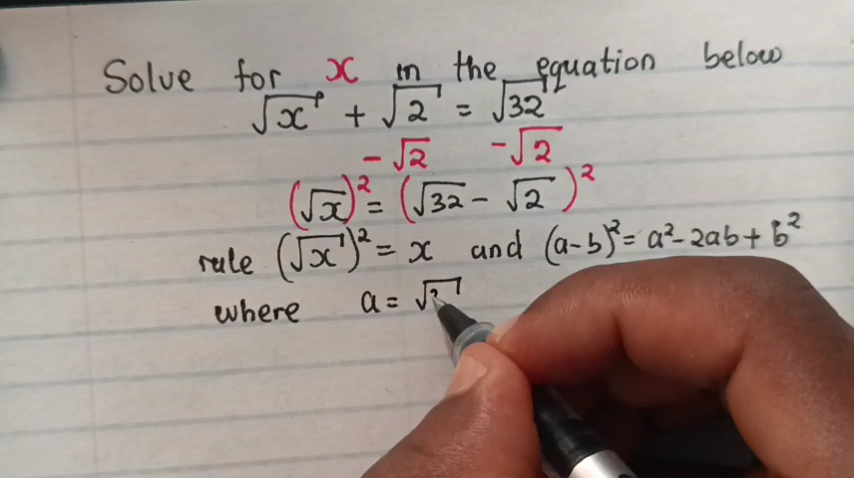 Solve for x in the equation below
√x + √2 = √32
-√2 -√2
(√x)² = (√32 - √2)²
rule (√x)² = x and (a-b)² = a² - 2ab + b²
where a = √